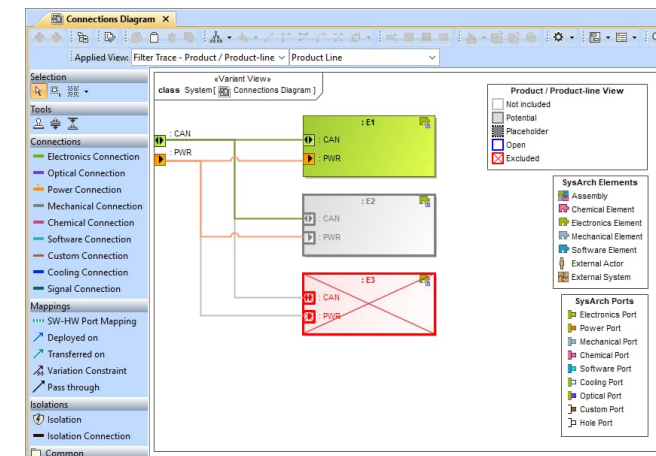 Connections Diagram ×
Applied View: Filter Trace - Product / Product-line Product Line
Selection
Tools
Connections
Electronics Connection
Optical Connection
Power Connection
Mechanical Connection
Chemical Connection
Software Connection
Custom Connection
Cooling Connection
Signal Connection
Mappings
SW-HW Port Mapping
Deployed on
Transferred on
Variation Constraint
Pass through
Isolations
Isolation
Isolation Connection
Common
«Variant View»
class System[ Connections Diagram ]
: CAN
: PWR
: E1
: CAN
: PWR
: E2
: CAN
: PWR
: E3
: CAN
: PWR
Product / Product-line View
Not included
Potential
Placeholder
Open
Excluded
SysArch Elements
Assembly
Chemical Element
Electronics Element
Mechanical Element
Software Element
External Actor
External System
SysArch Ports
Electronics Port
Power Port
Mechanical Port
Chemical Port
Software Port
Cooling Port
Optical Port
Custom Port
Hole Port